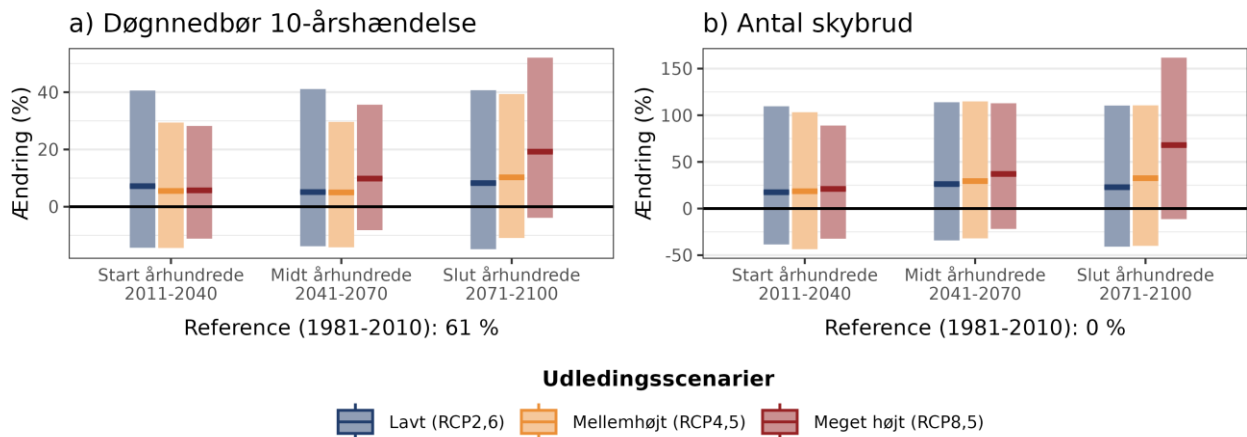 a) Døgnnedbør 10-årshændelse
Ændring (%)
40
20
0
Start århundrede
2011-2040
Midt århundrede
2041-2070
Slut århundrede
2071-2100
Reference (1981-2010): 61 %
b) Antal skybrud
Ændring (%)
150
100
50
0
-50
Start århundrede
2011-2040
Midt århundrede
2041-2070
Slut århundrede
2071-2100
Reference (1981-2010): 0 %
Udledingsscenarier
Lavt (RCP2,6) Mellemhøjt (RCP4,5) Meget højt (RCP8,5)